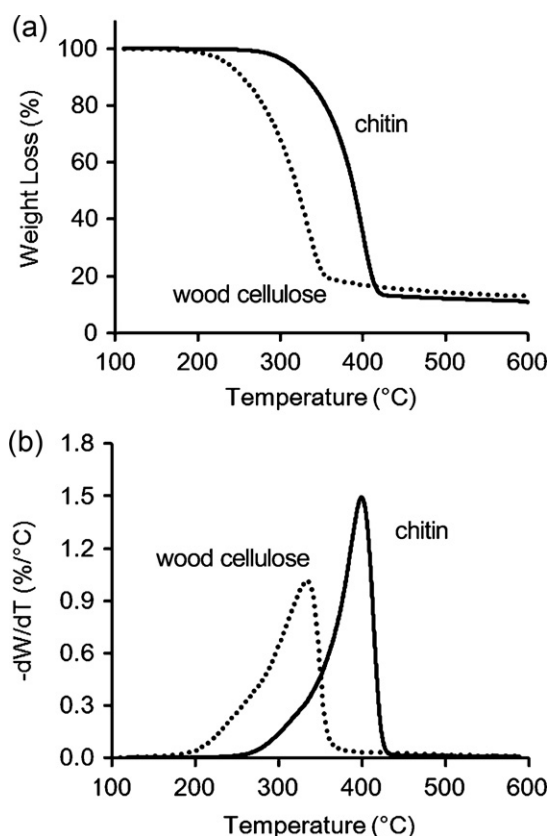 (a)
100
80
60
40
20
0
Weight Loss (%)
chitin
wood cellulose
100 200 300 400 500 600
Temperature (°C)
(b)
1.8
1.5
1.2
0.9
0.6
0.3
0.0
-dW/dT (%/°C)
wood cellulose
chitin
100 200 300 400 500 600
Temperature (°C)